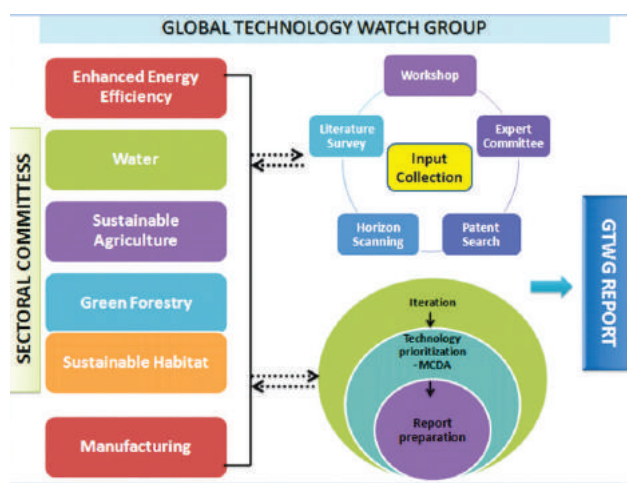 GLOBAL TECHNOLOGY WATCH GROUP
SECTORAL COMMITTESS
Enhanced Energy
Efficiency
Water
Sustainable
Agriculture
Green Forestry
Sustainable Habitat
Manufacturing
Workshop
Literature
Survey
Expert
Committee
Input
Collection
Horizon
Scanning
Patent
Search
Iteration
Technology
prioritization
- MCDA
Report
preparation
GTWG REPORT